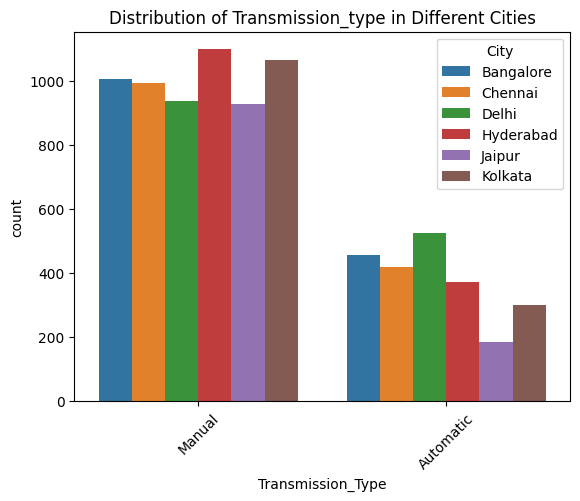 Distribution of Transmission_type in Different Cities
City
Bangalore
Chennai
Delhi
Hyderabad
Jaipur
Kolkata
count
1000
800
600
400
200
0
Manual
Automatic
Transmission_Type